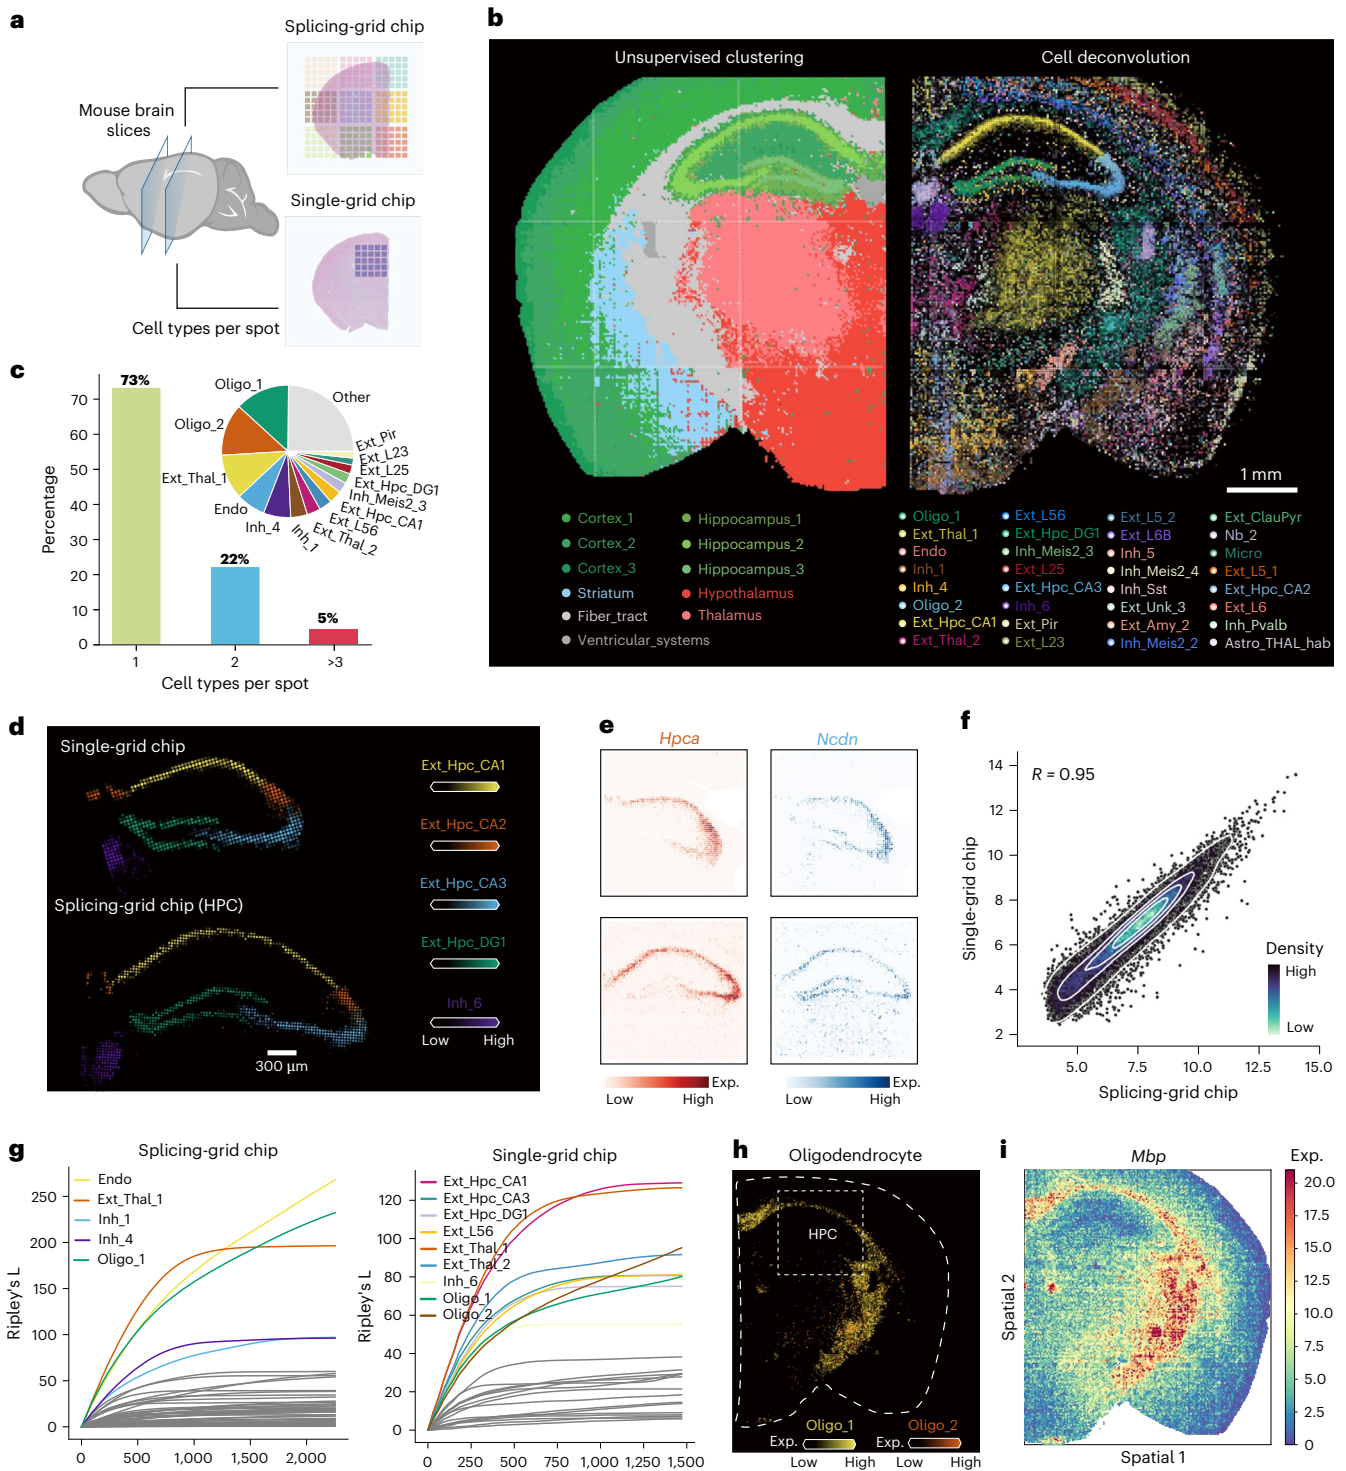 a
Splicing-grid chip
Mouse brain
slices
Single-grid chip
Cell types per spot
b
Unsupervised clustering
Cell deconvolution
1 mm
Cortex_1
Cortex_2
Cortex_3
Striatum
Fiber_tract
Ventricular_systems
Hippocampus_1
Hippocampus_2
Hippocampus_3
Hypothalamus
Thalamus
Oligo_1
Ext_Thal_1
Endo
Inh_1
Inh_4
Oligo_2
Ext_Hpc_CA1
Ext_Thal_2
Ext_L56
Ext_Hpc_DG1
Inh_Meis2_3
Ext_L25
Ext_Hpc_CA3
Inh_6
Ext_Pir
Ext_L23
Ext_L5_2
Ext_L6B
Inh_5
Inh_Meis2_4
Inh_Sst
Ext_Unk_3
Ext_Amy_2
Inh_Meis2_2
Ext_ClauPyr
Nb_2
Micro
Ext_L5_1
Ext_Hpc_CA2
Ext_L6
Inh_Pvalb
Astro_THAL_hab
c
Percentage
70
60
50
40
30
20
10
0
73%
22%
5%
1
2
>3
Cell types per spot
Oligo_1
Oligo_2
Ext_Thal_1
Endo
Inh_4
Inh_1
Ext_Thal_2
Ext_L56
Ext_Hpc_CA1
Inh_Meis2_3
Ext_Hpc_DG1
Ext_L25
Ext_L23
Ext_Pir
Other
d
Single-grid chip
Splicing-grid chip (HPC)
Ext_Hpc_CA1
Ext_Hpc_CA2
Ext_Hpc_CA3
Ext_Hpc_DG1
Inh_6
Low High
300 µm
e
Hpca
Ncdn
Exp.
Low High
Exp.
Low High
f
R = 0.95
Single-grid chip
14
12
10
8
6
4
2
5.0 7.5 10.0 12.5 15.0
Splicing-grid chip
Density
High
Low
g
Splicing-grid chip
Ripley's L
250
200
150
100
50
0
Endo
Ext_Thal_1
Inh_1
Inh_4
Oligo_1
0 500 1,000 1,500 2,000
Single-grid chip
Ripley's L
120
100
80
60
40
20
0
Ext_Hpc_CA1
Ext_Hpc_CA3
Ext_Hpc_DG1
Ext_L56
Ext_Thal_1
Ext_Thal_2
Inh_6
Oligo_1
Oligo_2
0 250 500 750 1,000 1,250 1,500
h
Oligodendrocyte
HPC
Oligo_1
Exp.
Low High
Oligo_2
Exp.
Low High
i
Mbp
Spatial 2
Spatial 1
Exp.
20.0
17.5
15.0
12.5
10.0
7.5
5.0
2.5
0